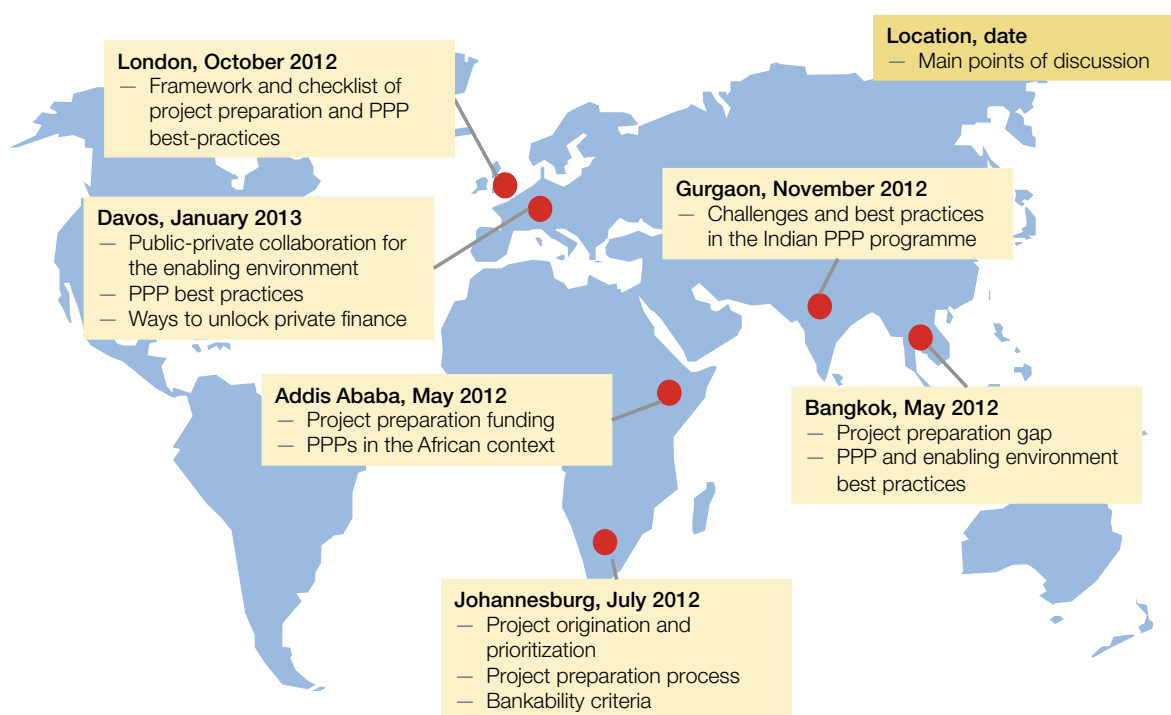 London, October 2012
— Framework and checklist of
project preparation and PPP
best-practices
Location, date
— Main points of discussion
Davos, January 2013
— Public-private collaboration for
the enabling environment
— PPP best practices
— Ways to unlock private finance
Gurgaon, November 2012
— Challenges and best practices
in the Indian PPP programme
Addis Ababa, May 2012
— Project preparation funding
— PPPs in the African context
Bangkok, May 2012
— Project preparation gap
— PPP and enabling environment
best practices
Johannesburg, July 2012
— Project origination and
prioritization
— Project preparation process
— Bankability criteria